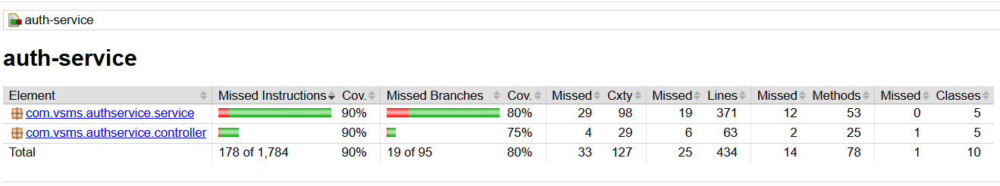 auth-service
auth-service
Element Missed Instructions Cov. Missed Branches Cov. Missed Cxty Missed Lines Missed Methods Missed Classes
com.vsms.authservice.service 90% 80% 29 98 19 371 12 53 0 5
com.vsms.authservice.controller 90% 75% 4 29 6 63 2 25 1 5
Total 178 of 1,784 90% 19 of 95 80% 33 127 25 434 14 78 1 10